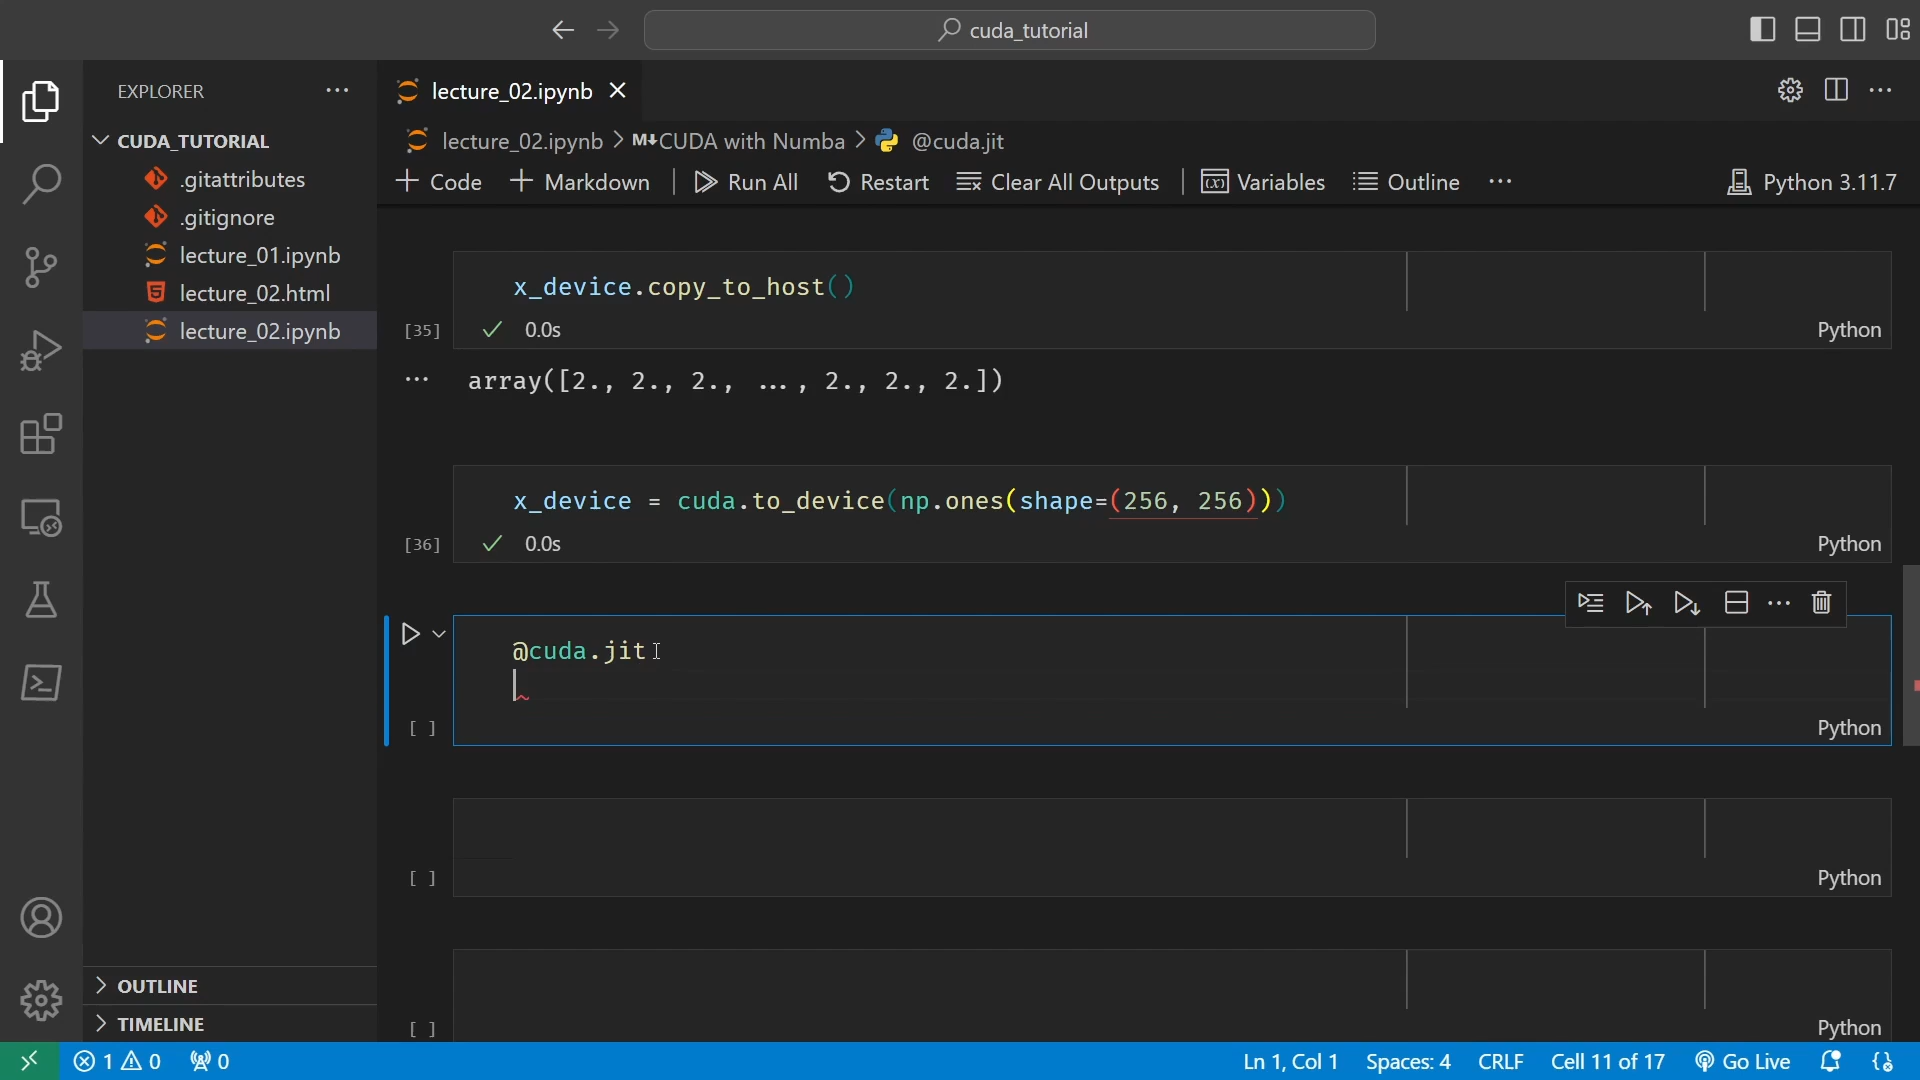 cuda_tutorial
EXPLORER
CUDA_TUTORIAL
.gitattributes
.gitignore
lecture_01.ipynb
lecture_02.html
lecture_02.ipynb
OUTLINE
TIMELINE
lecture_02.ipynb
lecture_02.ipynb > M↓CUDA with Numba > @cuda.jit
+ Code + Markdown Run All Restart Clear All Outputs Variables Outline ... Python 3.11.7
x_device.copy_to_host()
[35] 0.0s Python
... array([2., 2., 2., ..., 2., 2., 2.])
x_device = cuda.to_device(np.ones(shape=(256, 256)))
[36] 0.0s Python
@cuda.jit
[ ] Python
[ ] Python
[ ] Python
1 0 0 Ln 1, Col 1 Spaces: 4 CRLF Cell 11 of 17 Go Live